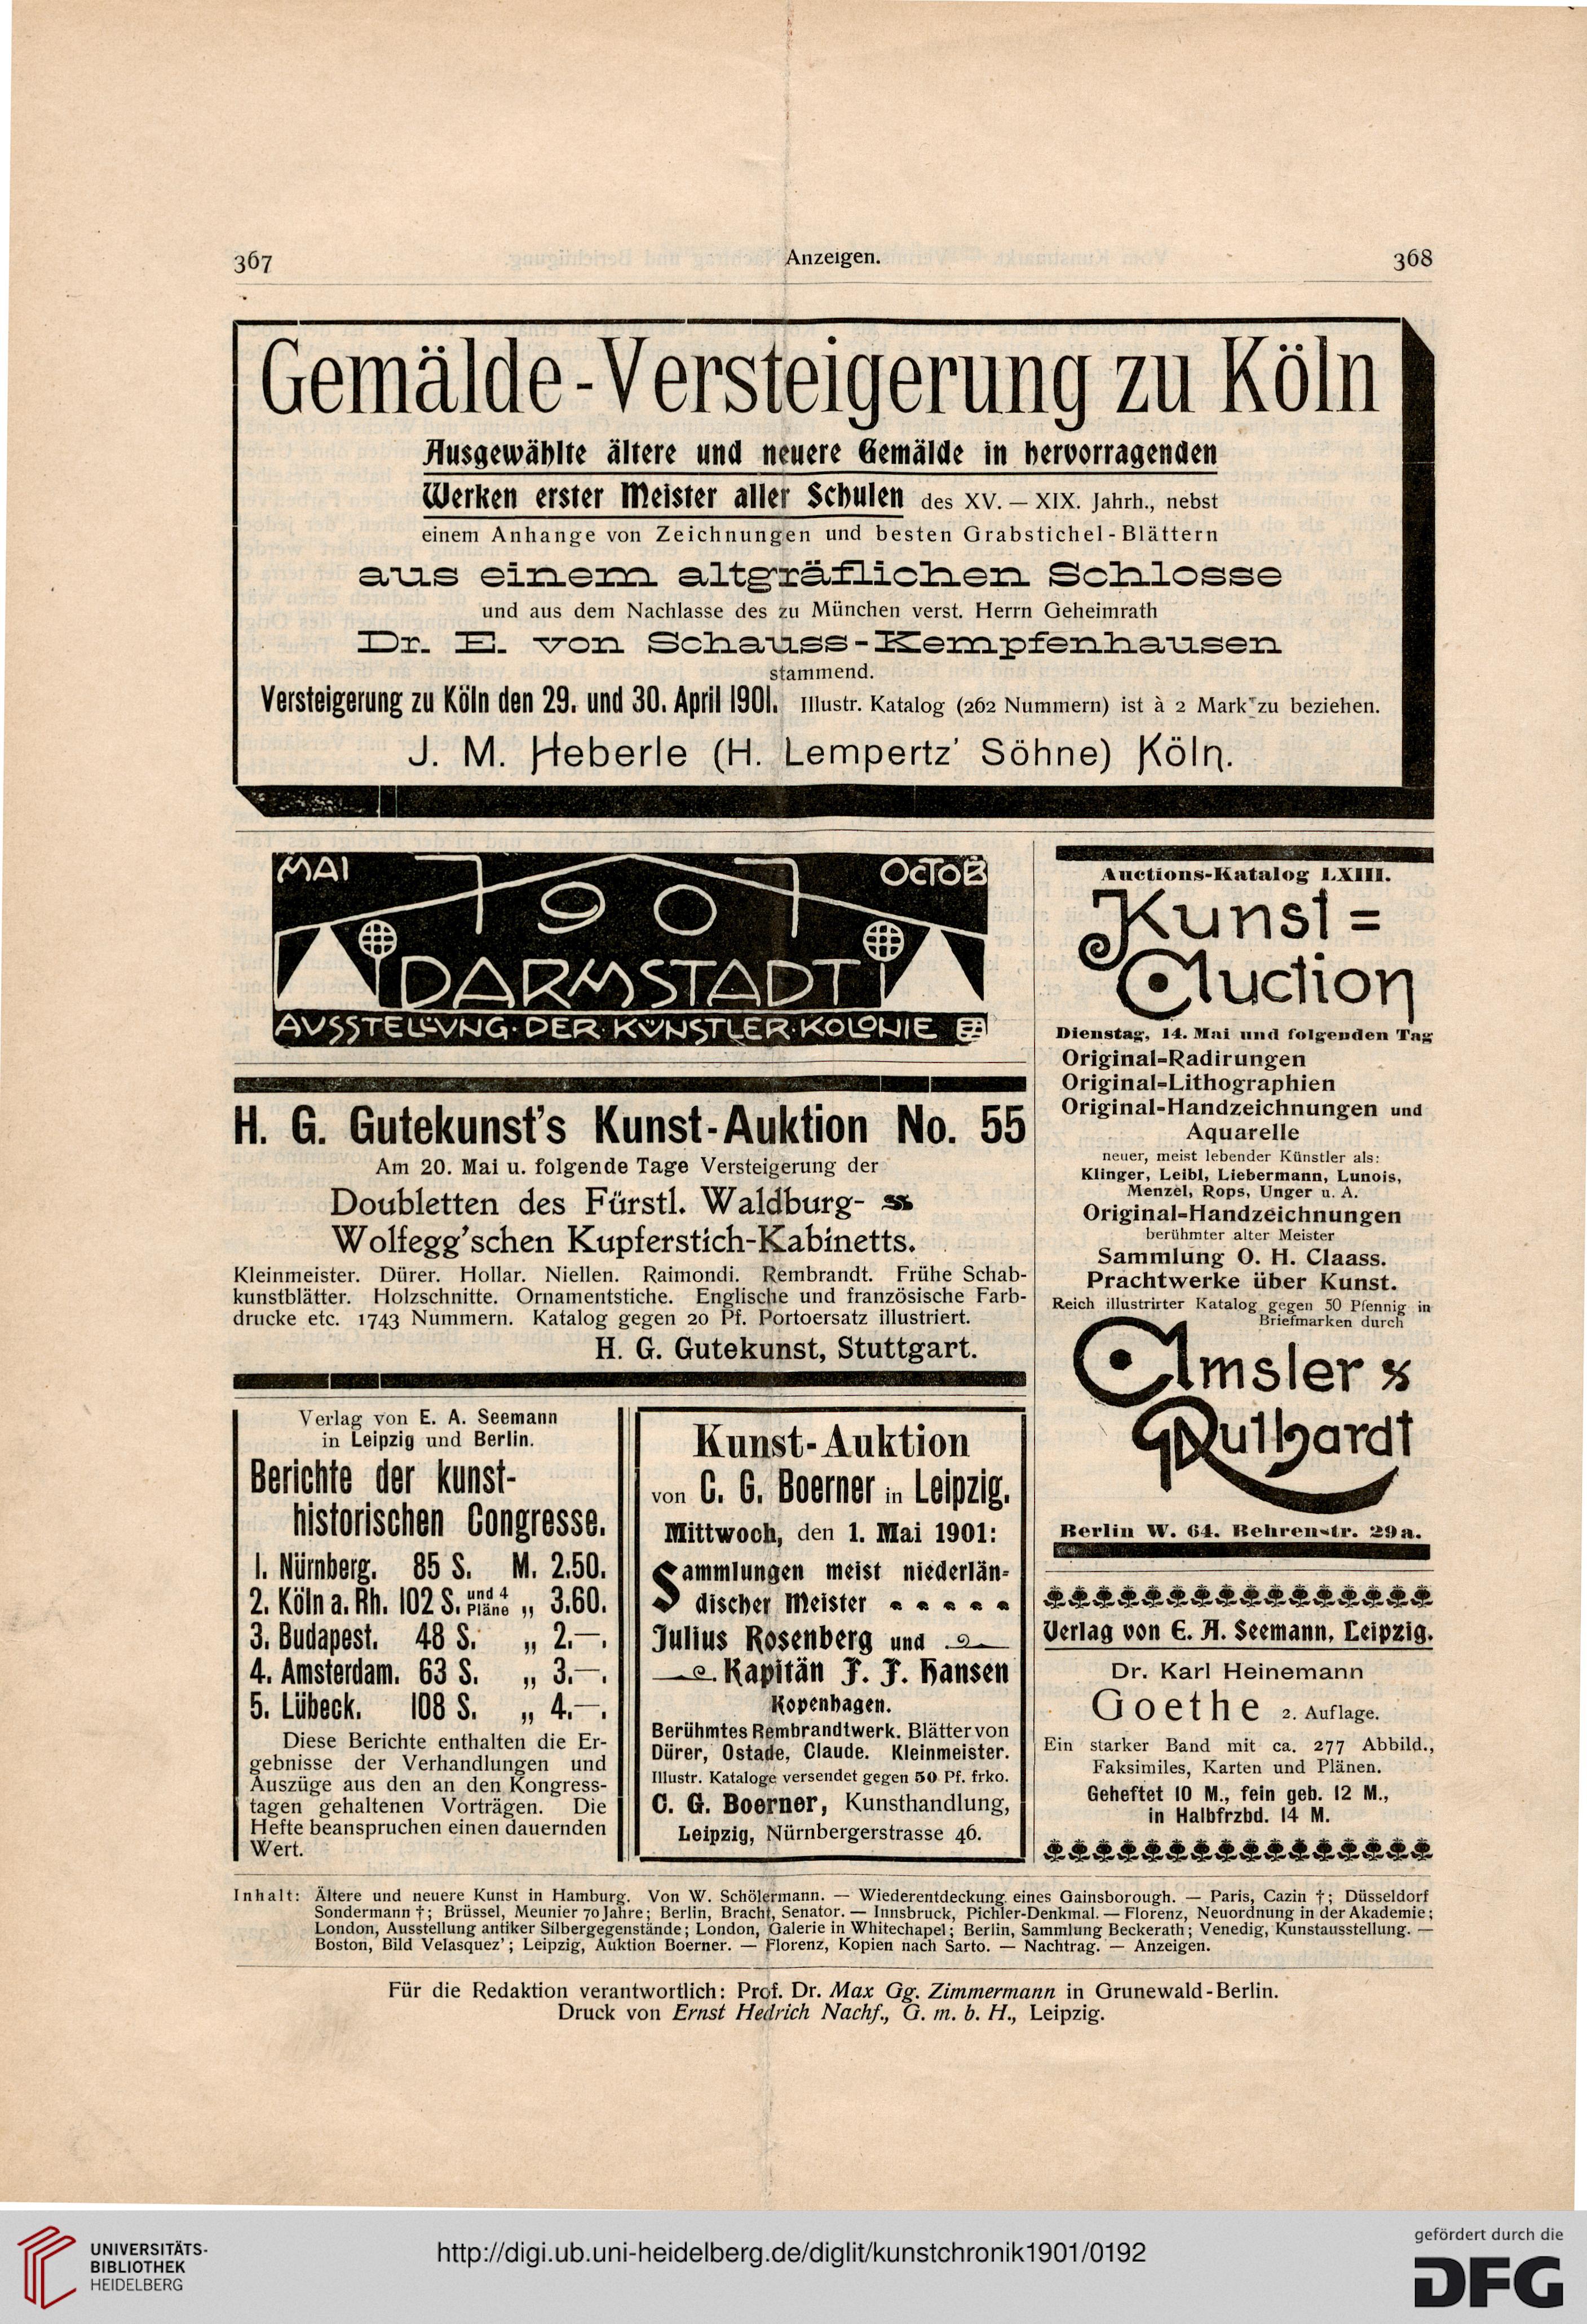 367
Anzeigen.
368
Gemälde-Versteigerung zu Köln
Ausgewählte ältere und neuere Gemälde in hervorragenden
Werken erster Meister aller Schulen des XV. — XIX. Jahrh., nebst
einem Anhange von Zeichnungen und besten Grabstichel-Blättern
aus einem altgräflichen Schlosse
und aus dem Nachlasse des zu München verst. Herrn Geheimrath
Dr. E. von Schauss-Kempfenhausen
stammend.
Versteigerung zu Köln den 29. und 30. April 1901. Illustr. Katalog (262 Nummern) ist à 2 Mark zu beziehen.
J. M. Heberle (H. Lempertz' Söhne) Köln.
MAI 1901 OCTOB
DARMSTADT
AUSSTELLVNG·DER·KVNSTLER·KOLONIE
H. G. Gutekunst's Kunst-Auktion No. 55
Am 20. Mai u. folgende Tage Versteigerung der
Doubletten des Fürstl. Waldburg-
Wolfegg'schen Kupferstich-Kabinetts.
Kleinmeister. Dürer. Hollar. Niellen. Raimondi. Rembrandt. Frühe Schab-
kunstblätter. Holzschnitte. Ornamentstiche. Englische und französische Farb-
drucke etc. 1743 Nummern. Katalog gegen 20 Pf. Portoersatz illustriert.
H. G. Gutekunst, Stuttgart.
Verlag von E. A. Seemann
in Leipzig und Berlin.
Berichte der kunst-
historischen Congresse.
1. Nürnberg. 85 S. M. 2.50.
2. Köln a. Rh. 102 S. und 4 Pläne „ 3.60.
3. Budapest. 48 S. „ 2.—.
4. Amsterdam. 63 S. „ 3.—.
5. Lübeck. 108 S. „ 4.—.
Diese Berichte enthalten die Er-
gebnisse der Verhandlungen und
Auszüge aus den an den Kongress-
tagen gehaltenen Vorträgen. Die
Hefte beanspruchen einen dauernden
Wert.
Kunst-Auktion
von C. G. Boerner in Leipzig.
Mittwoch, den 1. Mai 1901:
Sammlungen meist niederlän-
discher Meister
Julius Rosenberg und
Kapitän J. J. Hansen
Kopenhagen.
Berühmtes Rembrandtwerk. Blätter von
Dürer, Ostade, Claude. Kleinmeister.
Illustr. Kataloge versendet gegen 50 Pf. frko.
C. G. Boerner, Kunsthandlung,
Leipzig, Nürnbergerstrasse 46.
Auctions-Katalog LXIII.
Kunst=
Auction
Dienstag, 14. Mai und folgenden Tag
Original-Radirungen
Original-Lithographien
Original-Handzeichnungen und
Aquarelle
neuer, meist lebender Künstler als:
Klinger, Leibl, Liebermann, Lunois,
Menzel, Rops, Unger u. A.
Original-Handzeichnungen
berühmter alter Meister
Sammlung O. H. Claass.
Prachtwerke über Kunst.
Reich illustrirter Katalog gegen 50 Pfennig in
Briefmarken durch
Amsler &
Ruthardt
Berlin W. 64. Behrenstr. 29a.
Verlag von E. A. Seemann, Leipzig.
Dr. Karl Heinemann
Goethe 2. Auflage.
Ein starker Band mit ca. 277 Abbild.,
Faksimiles, Karten und Plänen.
Geheftet 10 M., fein geb. 12 M.,
in Halbfrzbd. 14 M.
Inhalt: Ältere und neuere Kunst in Hamburg. Von W. Schölermann. — Wiederentdeckung eines Gainsborough. — Paris, Cazin †; Düsseldorf
Sondermann †; Brüssel, Meunier 70 Jahre; Berlin, Bracht, Senator. — Innsbruck, Pichler-Denkmal. — Florenz, Neuordnung in der Akademie;
London, Ausstellung antiker Silbergegenstände; London, Galerie in Whitechapel; Berlin, Sammlung Beckerath; Venedig, Kunstausstellung. —
Boston, Bild Velasquez'; Leipzig, Auktion Boerner. — Florenz, Kopien nach Sarto. — Nachtrag. — Anzeigen.
Für die Redaktion verantwortlich: Prof. Dr. Max Gg. Zimmermann in Grunewald-Berlin.
Druck von Ernst Hedrich Nachf., G. m. b. H., Leipzig.
UNIVERSITÄTS-
BIBLIOTHEK
HEIDELBERG
http://digi.ub.uni-heidelberg.de/diglit/kunstchronik1901/0192
gefördert durch die
DFG